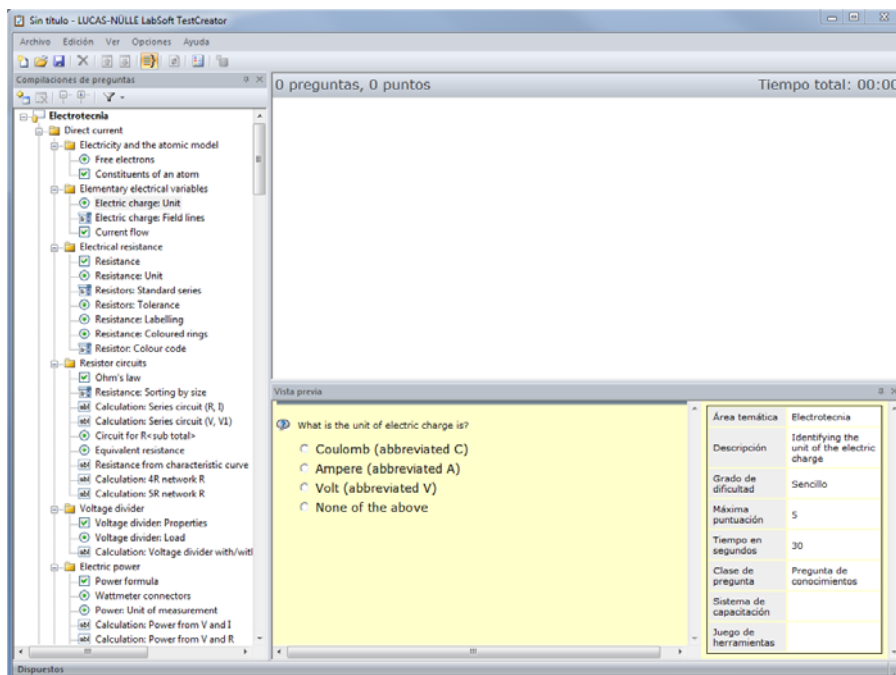 Sin título - LUCAS-NÜLLE LabSoft TestCreator
Archivo Edición Ver Opciones Ayuda
Compilaciones de preguntas
Electrotecnia
Direct current
Electricity and the atomic model
Free electrons
Constituents of an atom
Elementary electrical variables
Electric charge: Unit
Electric charge: Field lines
Current flow
Electrical resistance
Resistance
Resistance: Unit
Resistors: Standard series
Resistors: Tolerance
Resistance: Labelling
Resistance: Coloured rings
Resistor: Colour code
Resistor circuits
Ohm's law
Resistance: Sorting by size
Calculation: Series circuit (R, I)
Calculation: Series circuit (V, V1)
Circuit for R<sub total>
Equivalent resistance
Resistance from characteristic curve
Calculation: 4R network R
Calculation: 5R network R
Voltage divider
Voltage divider: Properties
Voltage divider: Load
Calculation: Voltage divider with/witl
Electric power
Power formula
Wattmeter connectors
Power: Unit of measurement
Calculation: Power from V and I
Calculation: Power from V and R
0 preguntas, 0 puntos
Tiempo total: 00:00
Vista previa
What is the unit of electric charge is?
Coulomb (abbreviated C)
Ampere (abbreviated A)
Volt (abbreviated V)
None of the above
Área temática Electrotecnia
Descripción Identifying the
unit of the electric
charge
Grado de
dificultad Sencillo
Máxima
puntuación 5
Tiempo en
segundos 30
Clase de
pregunta Pregunta de
conocimientos
Sistema de
capacitación
Juego de
herramientas
Dispuestos